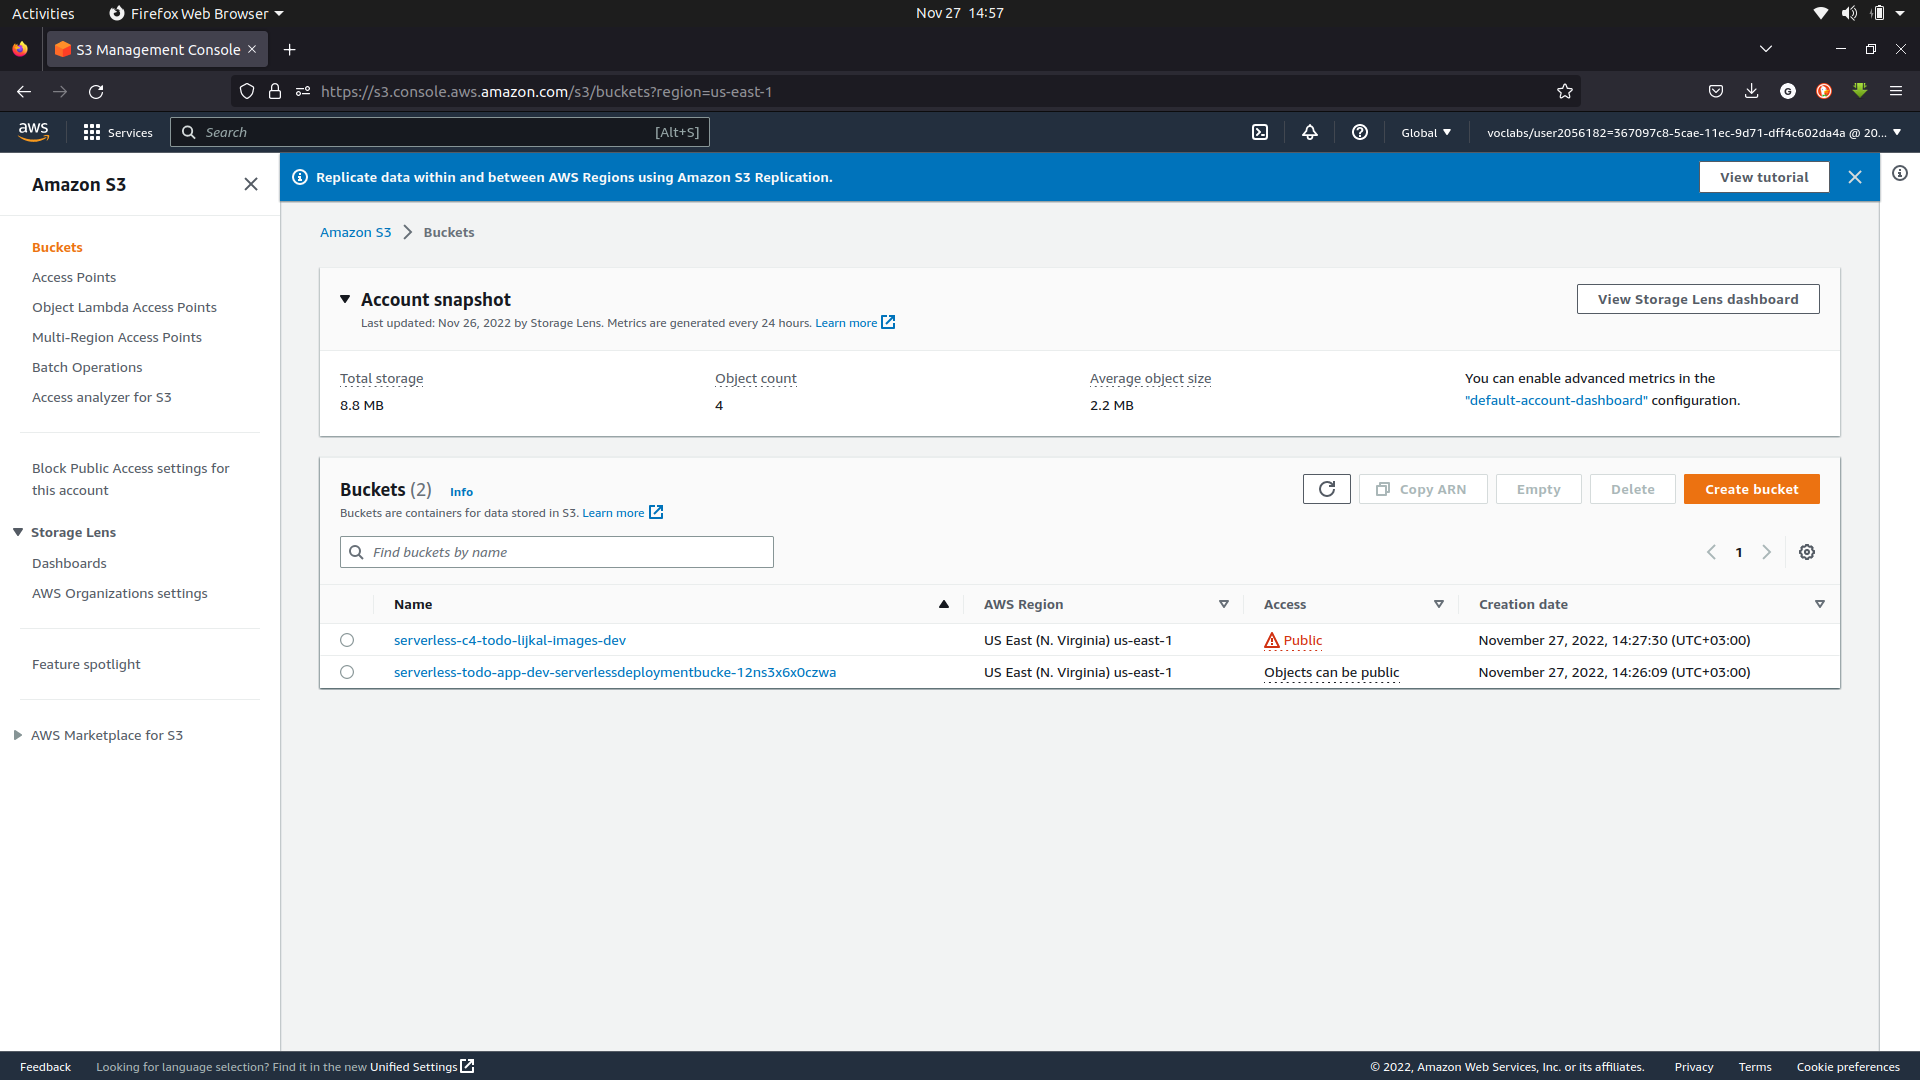 Activities
Firefox Web Browser
Nov 27 14:57
S3 Management Console
https://s3.console.aws.amazon.com/s3/buckets?region=us-east-1
aws
Services
Search
[Alt+S]
Global
voclabs/user2056182=367097c8-5cae-11ec-9d71-dff4c602da4a @ 20...
Amazon S3
Replicate data within and between AWS Regions using Amazon S3 Replication.
View tutorial
Buckets
Access Points
Object Lambda Access Points
Multi-Region Access Points
Batch Operations
Access analyzer for S3
Block Public Access settings for
this account
Storage Lens
Dashboards
AWS Organizations settings
Feature spotlight
AWS Marketplace for S3
Amazon S3
Buckets
Account snapshot
Last updated: Nov 26, 2022 by Storage Lens. Metrics are generated every 24 hours. Learn more
View Storage Lens dashboard
Total storage
8.8 MB
Object count
4
Average object size
2.2 MB
You can enable advanced metrics in the
"default-account-dashboard" configuration.
Buckets (2)
Info
Buckets are containers for data stored in S3. Learn more
Copy ARN
Empty
Delete
Create bucket
Find buckets by name
1
Name
AWS Region
Access
Creation date
serverless-c4-todo-lijkal-images-dev
US East (N. Virginia) us-east-1
Public
November 27, 2022, 14:27:30 (UTC+03:00)
serverless-todo-app-dev-serverlessdeploymentbucke-12ns3x6x0czwa
US East (N. Virginia) us-east-1
Objects can be public
November 27, 2022, 14:26:09 (UTC+03:00)
Feedback
Looking for language selection? Find it in the new Unified Settings
© 2022, Amazon Web Services, Inc. or its affiliates.
Privacy
Terms
Cookie preferences